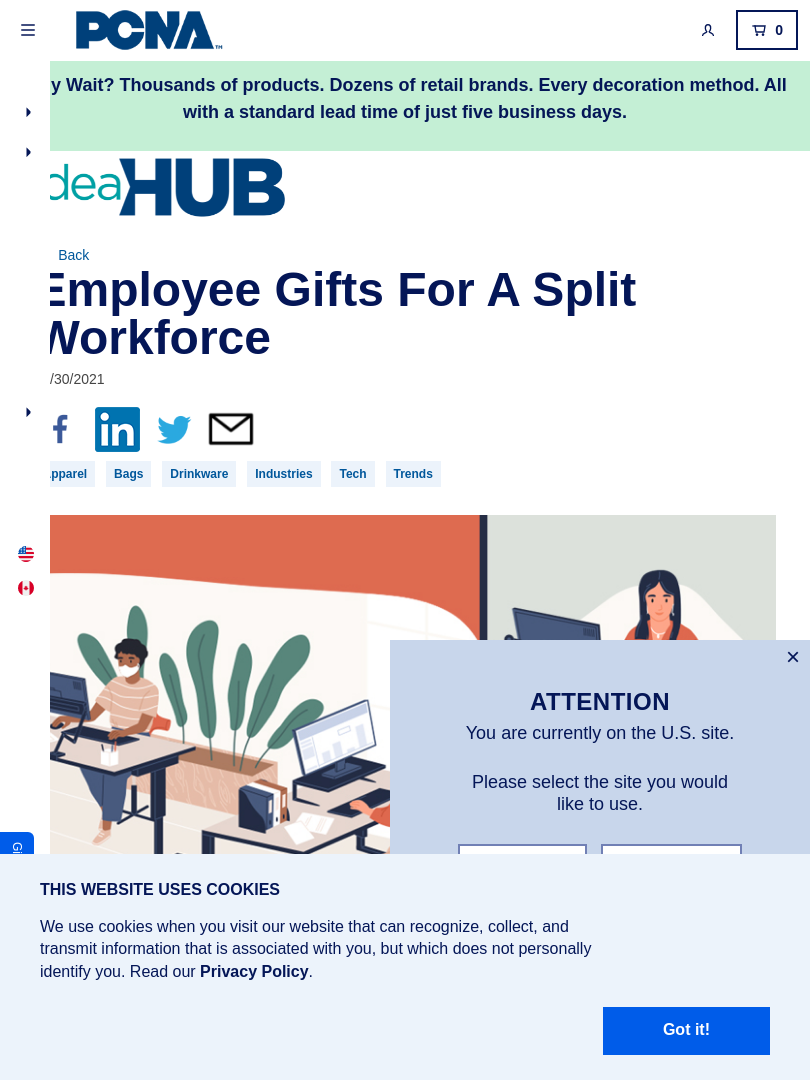 PCNA™
0
y Wait? Thousands of products. Dozens of retail brands. Every decoration method. All
with a standard lead time of just five business days.
deaHUB
Back
Employee Gifts For A Split
Workforce
/30/2021
f
in
pparel
Bags
Drinkware
Industries
Tech
Trends
ATTENTION
You are currently on the U.S. site.
Please select the site you would
like to use.
THIS WEBSITE USES COOKIES
We use cookies when you visit our website that can recognize, collect, and
transmit information that is associated with you, but which does not personally
identify you. Read our Privacy Policy.
Got it!